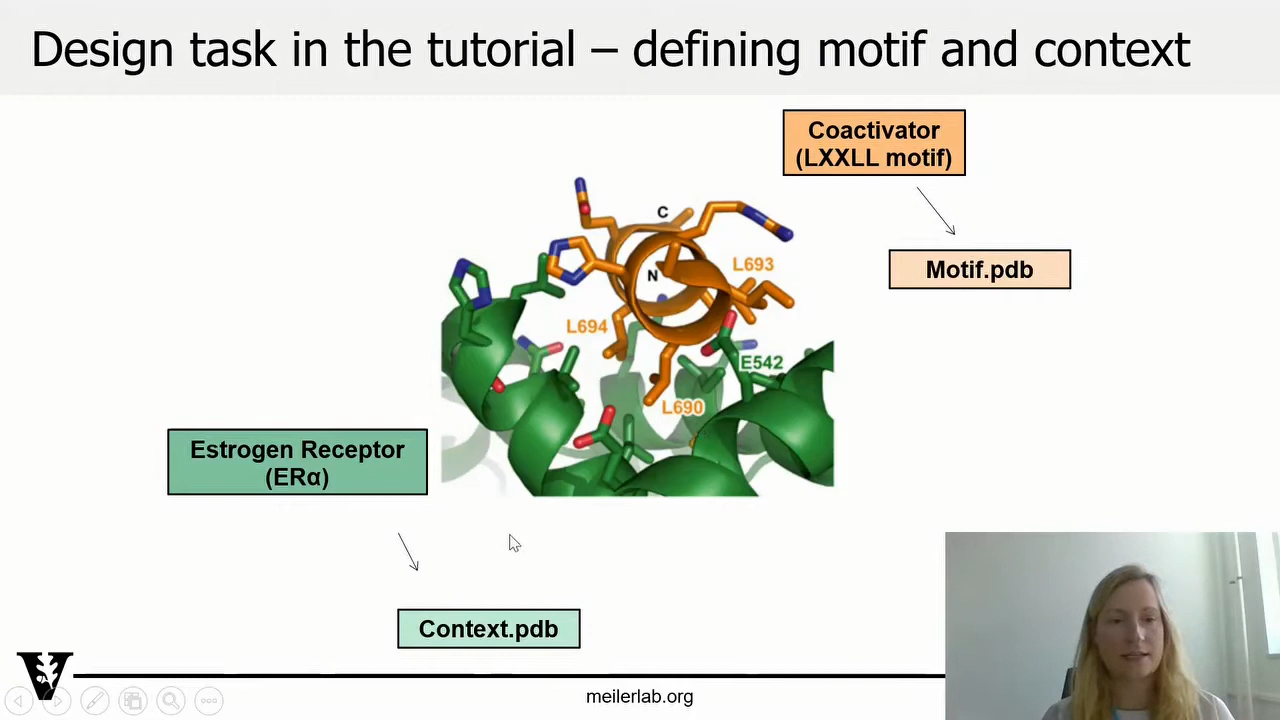 Design task in the tutorial – defining motif and context
Coactivator
(LXXLL motif)
Motif.pdb
C
N
L693
L694
E542
L690
Estrogen Receptor
(ERα)
Context.pdb
V
meilerlab.org